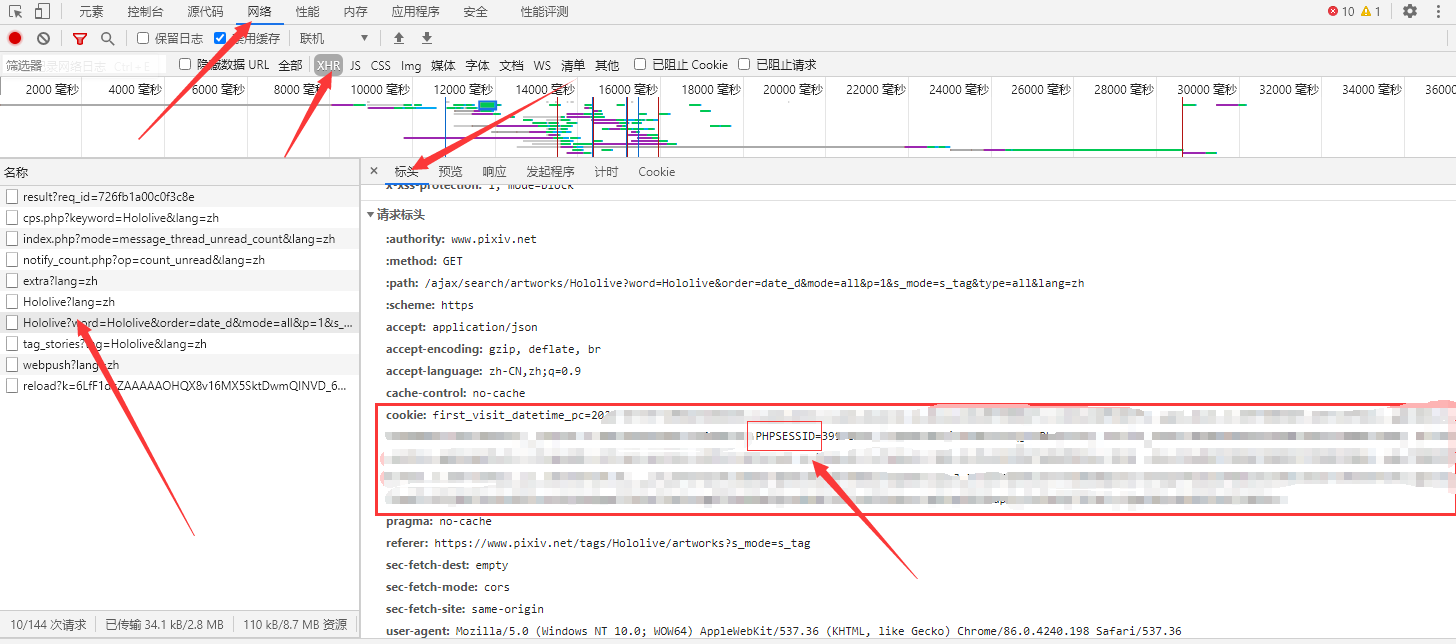 元素 控制台 源代码 网络 性能 内存 应用程序 安全 性能评测 10 1
保留日志 禁用缓存 联机
筛选器 隐藏数据 URL 全部 XHR JS CSS Img 媒体 字体 文档 WS 清单 其他 已阻止 Cookie 已阻止请求
2000 毫秒 4000 毫秒 6000 毫秒 8000 毫秒 10000 毫秒 12000 毫秒 14000 毫秒 16000 毫秒 18000 毫秒 20000 毫秒 22000 毫秒 24000 毫秒 26000 毫秒 28000 毫秒 30000 毫秒 32000 毫秒 34000 毫秒 36000
名称
result?req_id=726fb1a00c0f3c8e
cps.php?keyword=Hololive&lang=zh
index.php?mode=message_thread_unread_count&lang=zh
notify_count.php?op=count_unread&lang=zh
extra?lang=zh
Hololive?lang=zh
Hololive?word=Hololive&order=date_d&mode=all&p=1&s_...
tag_stories?tag=Hololive&lang=zh
webpush?lang=zh
10/144 次请求 已传输 34.1 kB/2.8 MB 110 kB/8.7 MB 资源
标头 预览 响应 发起程序 计时 Cookie
x-xss-protection: 1; mode=block
请求标头
:authority: www.pixiv.net
:method: GET
:path: /ajax/search/artworks/Hololive?word=Hololive&order=date_d&mode=all&p=1&s_mode=s_tag&type=all&lang=zh
:scheme: https
accept: application/json
accept-encoding: gzip, deflate, br
accept-language: zh-CN,zh;q=0.9
cache-control: no-cache
cookie: first_visit_datetime_pc=202
PHPSESSID=399
pragma: no-cache
referer: https://www.pixiv.net/tags/Hololive/artworks?s_mode=s_tag
sec-fetch-dest: empty
sec-fetch-mode: cors
sec-fetch-site: same-origin
user-agent: Mozilla/5.0 (Windows NT 10.0; WOW64) AppleWebKit/537.36 (KHTML, like Gecko) Chrome/86.0.4240.198 Safari/537.36